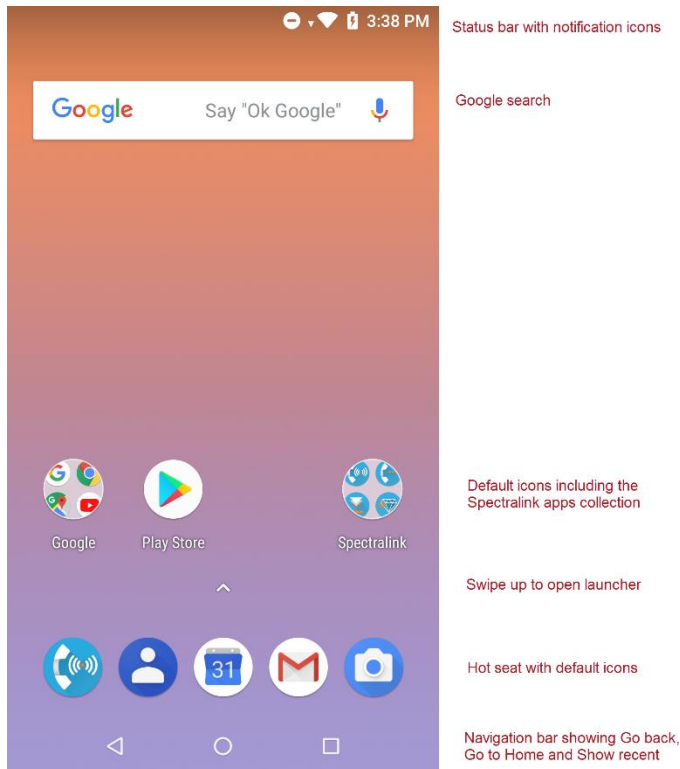 3:38 PM
Status bar with notification icons
Google
Say "Ok Google"
Google search
Default icons including the
Spectralink apps collection
Google
Play Store
Spectralink
Swipe up to open launcher
31
Hot seat with default icons
Navigation bar showing Go back,
Go to Home and Show recent